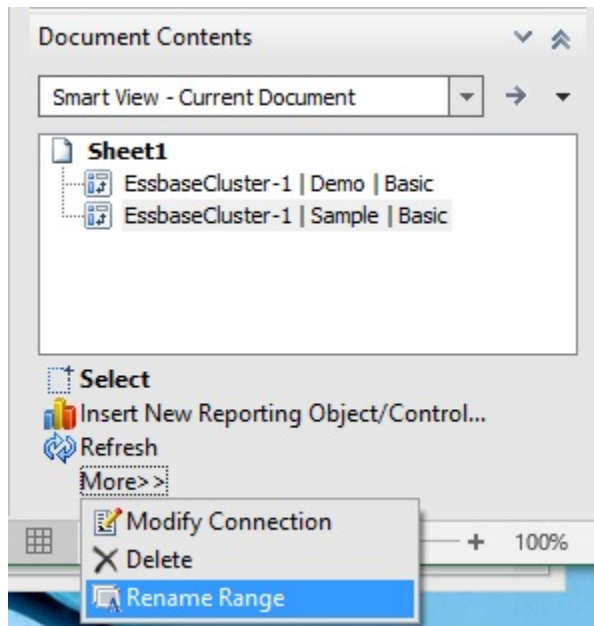 Document Contents
Smart View - Current Document
Sheet1
EssbaseCluster-1 | Demo | Basic
EssbaseCluster-1 | Sample | Basic
Select
Insert New Reporting Object/Control...
Refresh
More>>
Modify Connection
100%
Delete
Rename Range